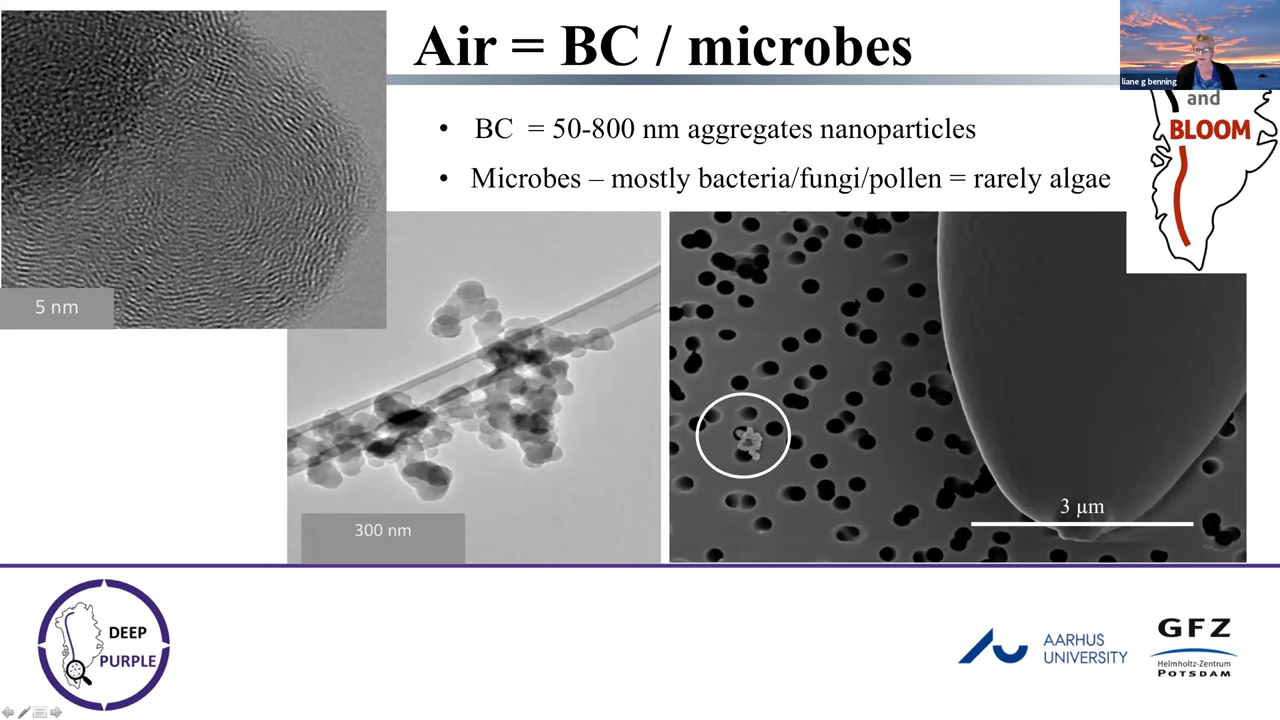 Air = BC / microbes
liane g benning
and
BLOOM
• BC = 50-800 nm aggregates nanoparticles
• Microbes – mostly bacteria/fungi/pollen = rarely algae
5 nm
300 nm
3 µm
DEEP
PURPLE
AARHUS
UNIVERSITY
GFZ
Helmholtz-Zentrum
POTSDAM